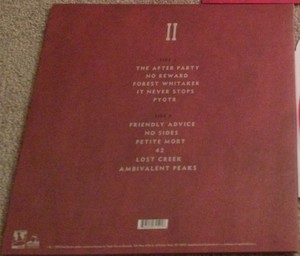 II
THE AFTER PARTY
NO REWARD
FOREST WHITAKER
IT NEVER STOPS
PYOTR
FRIENDLY ADVICE
NO SIDES
PETITE MORT
42
LOST CREEK
AMBIVALENT PEAKS